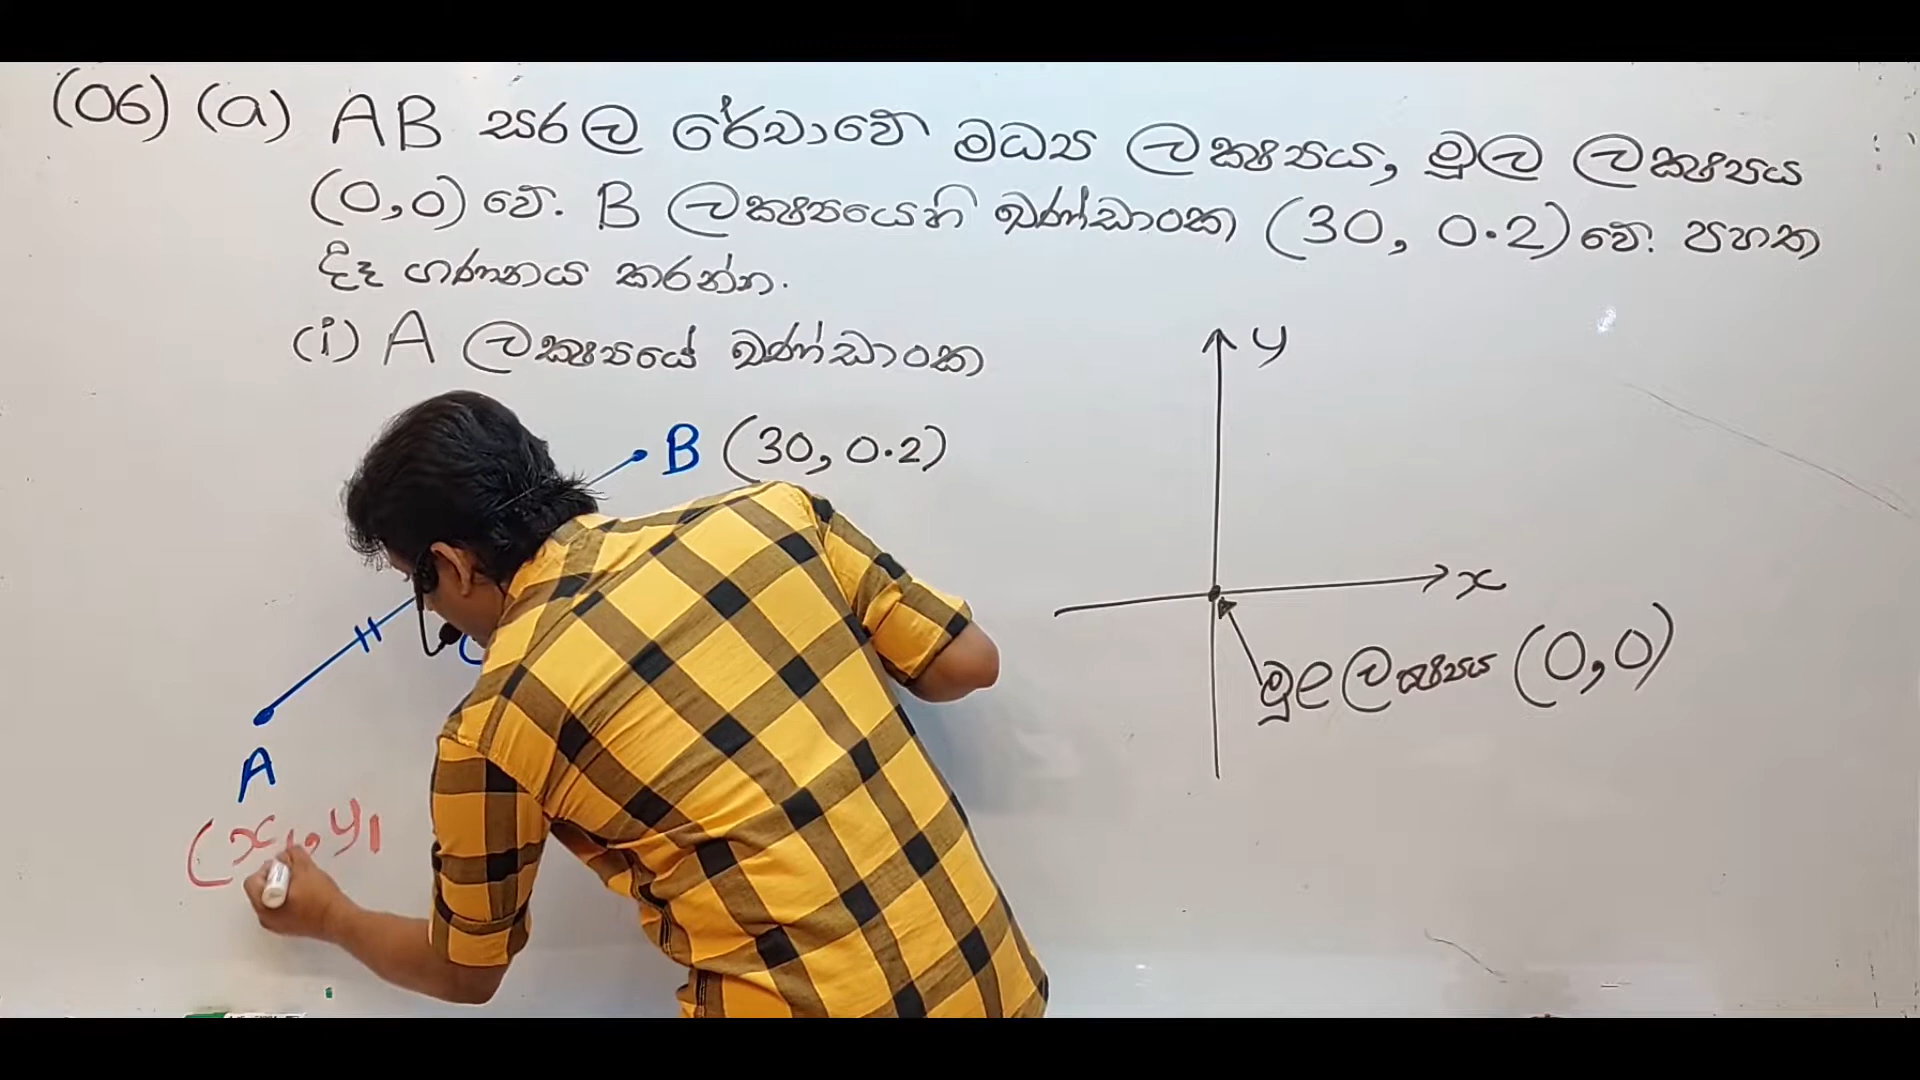 (06) (a) AB සරල රේඛාවේ මධ්‍ය ලක්ෂ්‍යය, මූල ලක්ෂ්‍යය
(0,0) වේ. B ලක්ෂ්‍යයෙහි ඛණ්ඩාංක (30, 0.2) වේ. පහත
දෑ ගණනය කරන්න.
(i) A ලක්ෂ්‍යයේ ඛණ්ඩාංක
y
B (30, 0.2)
x
මූල ලක්ෂ්‍යය (0,0)
A
(x₁, y₁